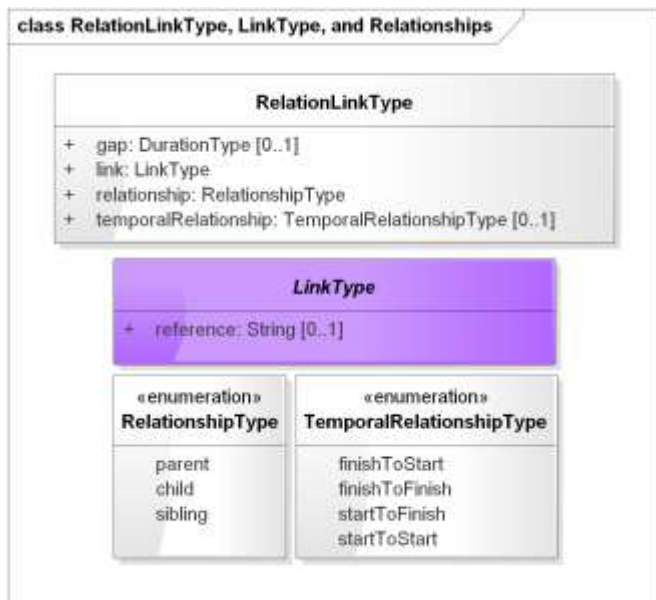 class RelationLinkType, LinkType, and Relationships
RelationLinkType
+ gap: DurationType [0..1]
+ link: LinkType
+ relationship: RelationshipType
+ temporalRelationship: TemporalRelationshipType [0..1]
LinkType
+ reference: String [0..1]
«enumeration»
RelationshipType
parent
child
sibling
«enumeration»
TemporalRelationshipType
finishToStart
finishToFinish
startToFinish
startToStart